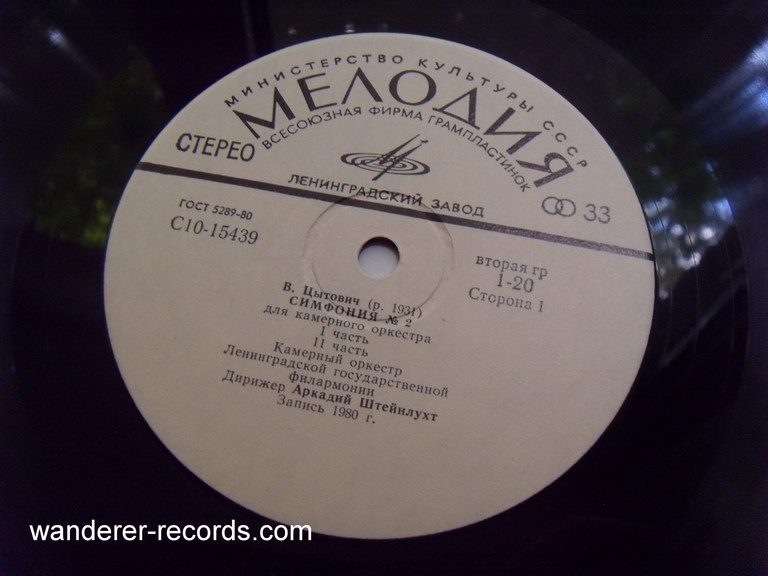 МИНИСТЕРСТВО КУЛЬТУРЫ СССР
МЕЛОДИЯ
ВСЕСОЮЗНАЯ ФИРМА ГРАМПЛАСТИНОК
СТЕРЕО
ЛЕНИНГРАДСКИЙ ЗАВОД
33
ГОСТ 5289-80
С10-15439
вторая гр
1-20
Сторона 1
В. Цытович (р. 1931)
СИМФОНИЯ № 2
для камерного оркестра
I часть
II часть
Камерный оркестр
Ленинградской государственной
филармонии
Дирижер Аркадий Штейнлухт
Запись 1980 г.
wanderer-records.com